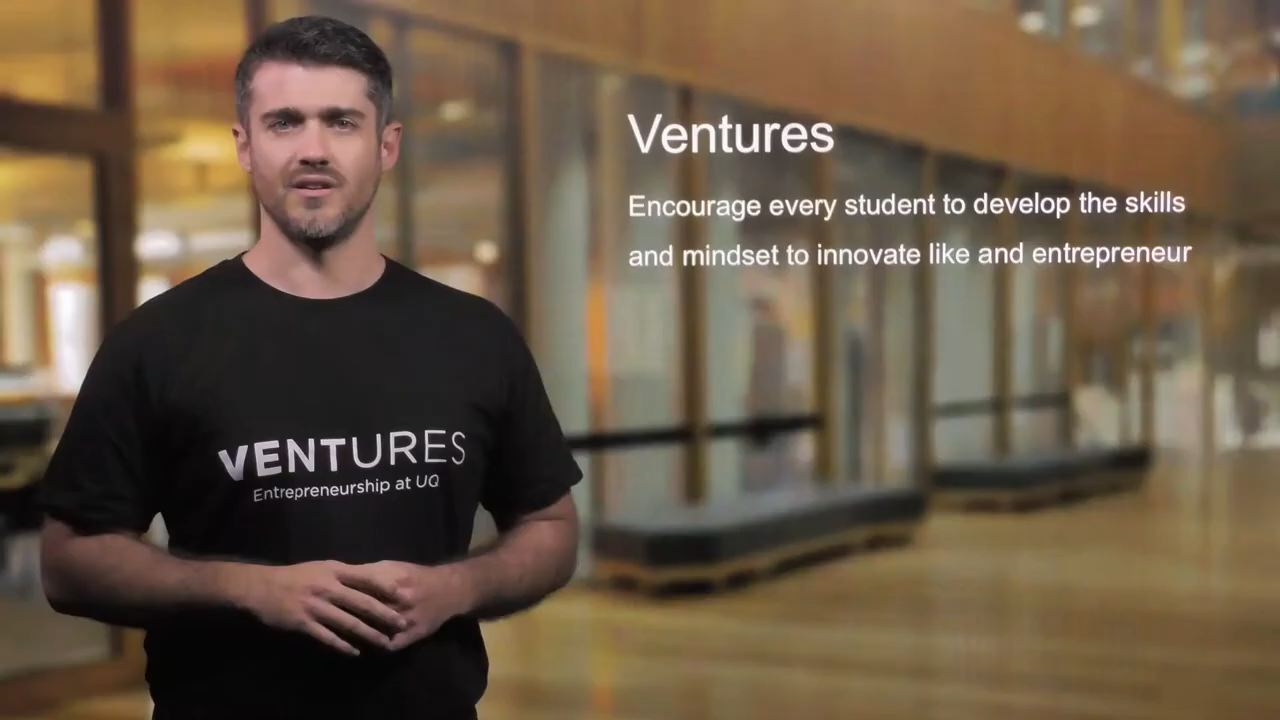 Ventures
Encourage every student to develop the skills
and mindset to innovate like and entrepreneur
VENTURES
Entrepreneurship at UQ